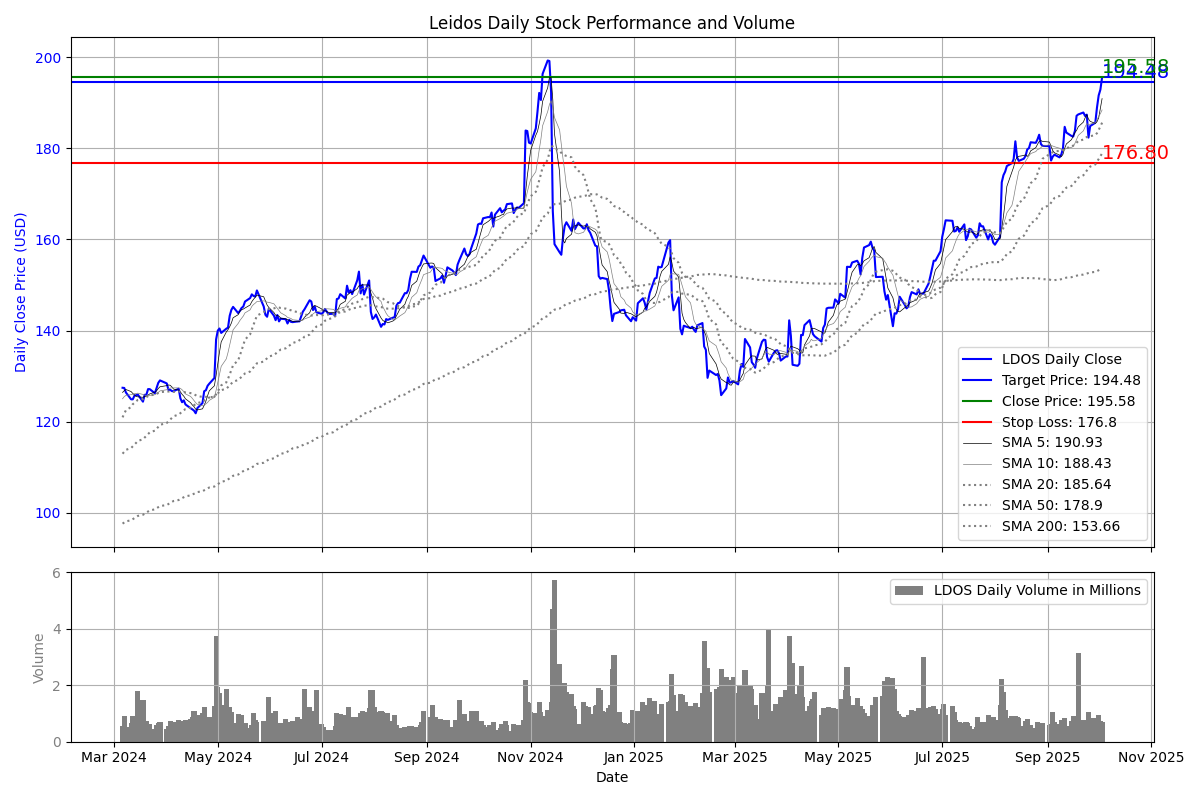 Leidos Daily Stock Performance and Volume
Daily Close Price (USD)
200
180
160
140
120
100
195.58
194.48
176.80
LDOS Daily Close
Target Price: 194.48
Close Price: 195.58
Stop Loss: 176.8
SMA 5: 190.93
SMA 10: 188.43
SMA 20: 185.64
SMA 50: 178.9
SMA 200: 153.66
Volume
6
4
2
0
LDOS Daily Volume in Millions
Mar 2024 May 2024 Jul 2024 Sep 2024 Nov 2024 Jan 2025 Mar 2025 May 2025 Jul 2025 Sep 2025 Nov 2025
Date